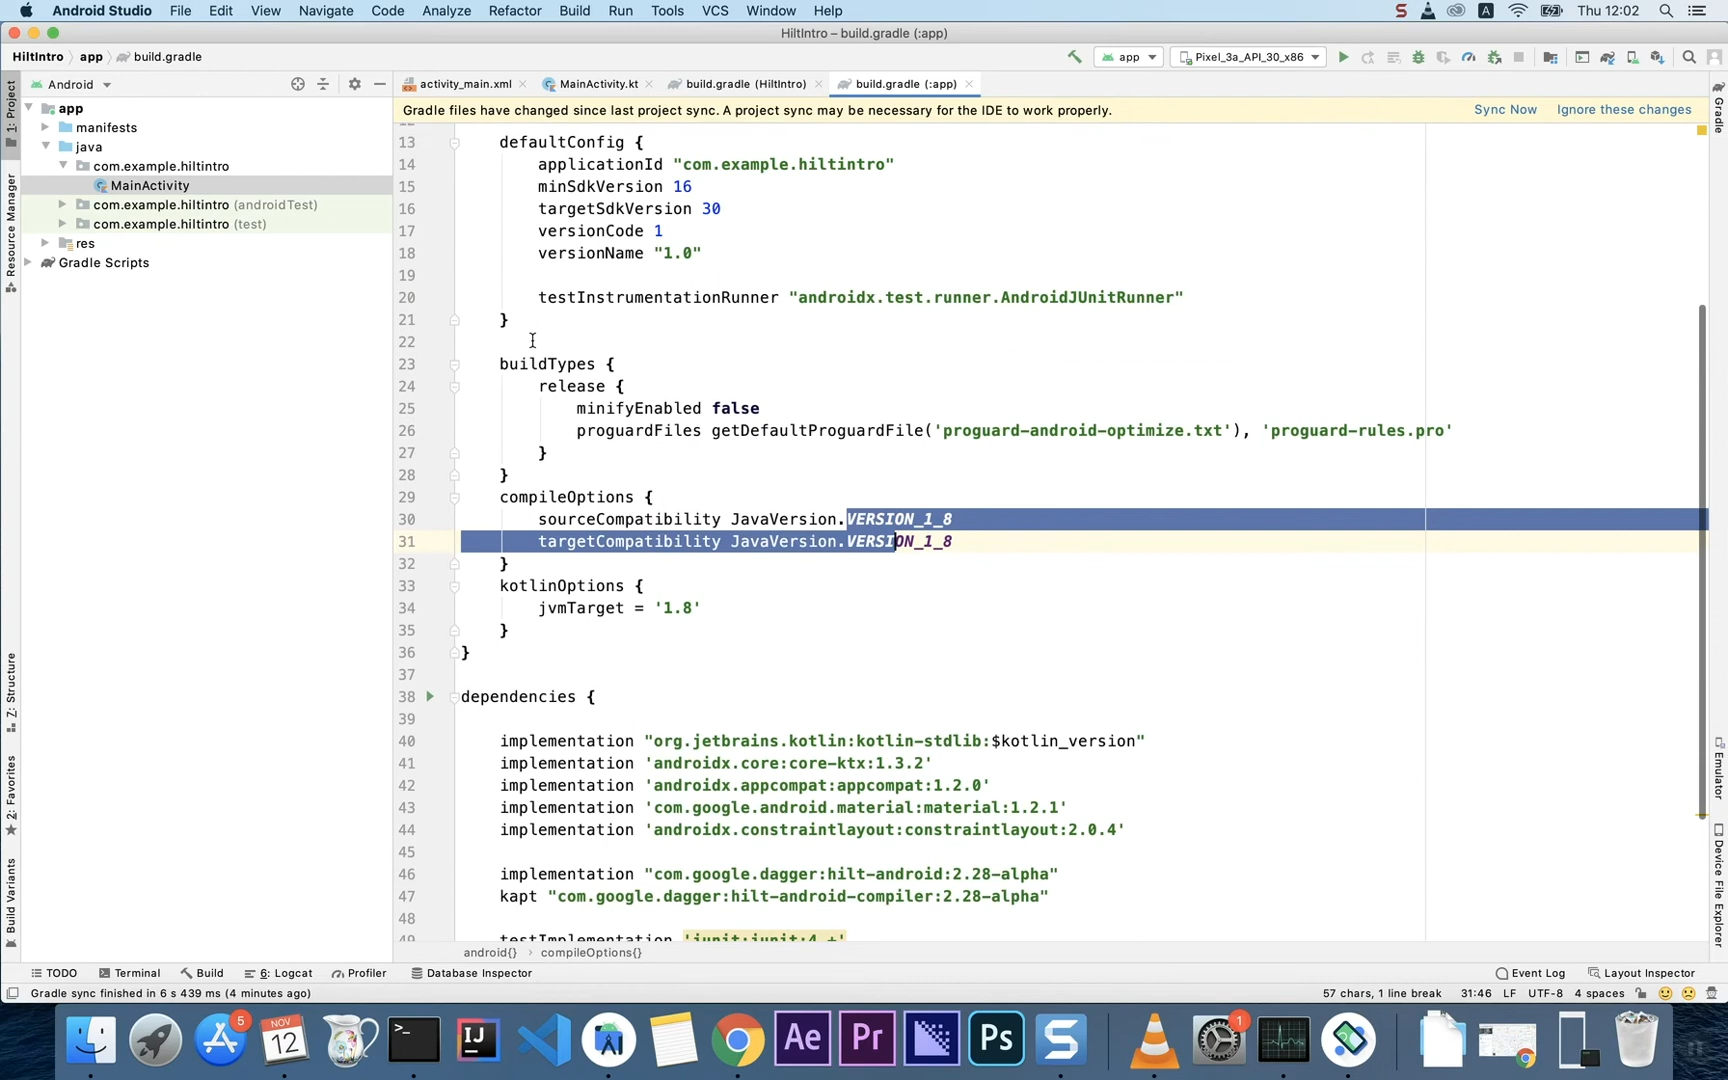 Android Studio File Edit View Navigate Code Analyze Refactor Build Run Tools VCS Window Help Thu 12:02
HiltIntro – build.gradle (:app)
HiltIntro app build.gradle app Pixel_3a_API_30_x86
Android activity_main.xml MainActivity.kt build.gradle (HiltIntro) build.gradle (:app)
Gradle files have changed since last project sync. A project sync may be necessary for the IDE to work properly. Sync Now Ignore these changes
1: Project
Resource Manager
Z: Structure
2: Favorites
Build Variants
app
manifests
java
com.example.hiltintro
MainActivity
com.example.hiltintro (androidTest)
com.example.hiltintro (test)
res
Gradle Scripts
13 defaultConfig {
14 applicationId "com.example.hiltintro"
15 minSdkVersion 16
16 targetSdkVersion 30
17 versionCode 1
18 versionName "1.0"
19
20 testInstrumentationRunner "androidx.test.runner.AndroidJUnitRunner"
21 }
22
23 buildTypes {
24 release {
25 minifyEnabled false
26 proguardFiles getDefaultProguardFile('proguard-android-optimize.txt'), 'proguard-rules.pro'
27 }
28 }
29 compileOptions {
30 sourceCompatibility JavaVersion.VERSION_1_8
31 targetCompatibility JavaVersion.VERSION_1_8
32 }
33 kotlinOptions {
34 jvmTarget = '1.8'
35 }
36 }
37
38 dependencies {
39
40 implementation "org.jetbrains.kotlin:kotlin-stdlib:$kotlin_version"
41 implementation 'androidx.core:core-ktx:1.3.2'
42 implementation 'androidx.appcompat:appcompat:1.2.0'
43 implementation 'com.google.android.material:material:1.2.1'
44 implementation 'androidx.constraintlayout:constraintlayout:2.0.4'
45
46 implementation "com.google.dagger:hilt-android:2.28-alpha"
47 kapt "com.google.dagger:hilt-android-compiler:2.28-alpha"
48
49 testImplementation 'junit:junit:4.+'
android{} compileOptions{}
Gradle
Emulator
Device File Explorer
TODO Terminal Build 6: Logcat Profiler Database Inspector Event Log Layout Inspector
Gradle sync finished in 6 s 439 ms (4 minutes ago) 57 chars, 1 line break 31:46 LF UTF-8 4 spaces
5 NOV 12 IJ Ae Pr Ps S 1